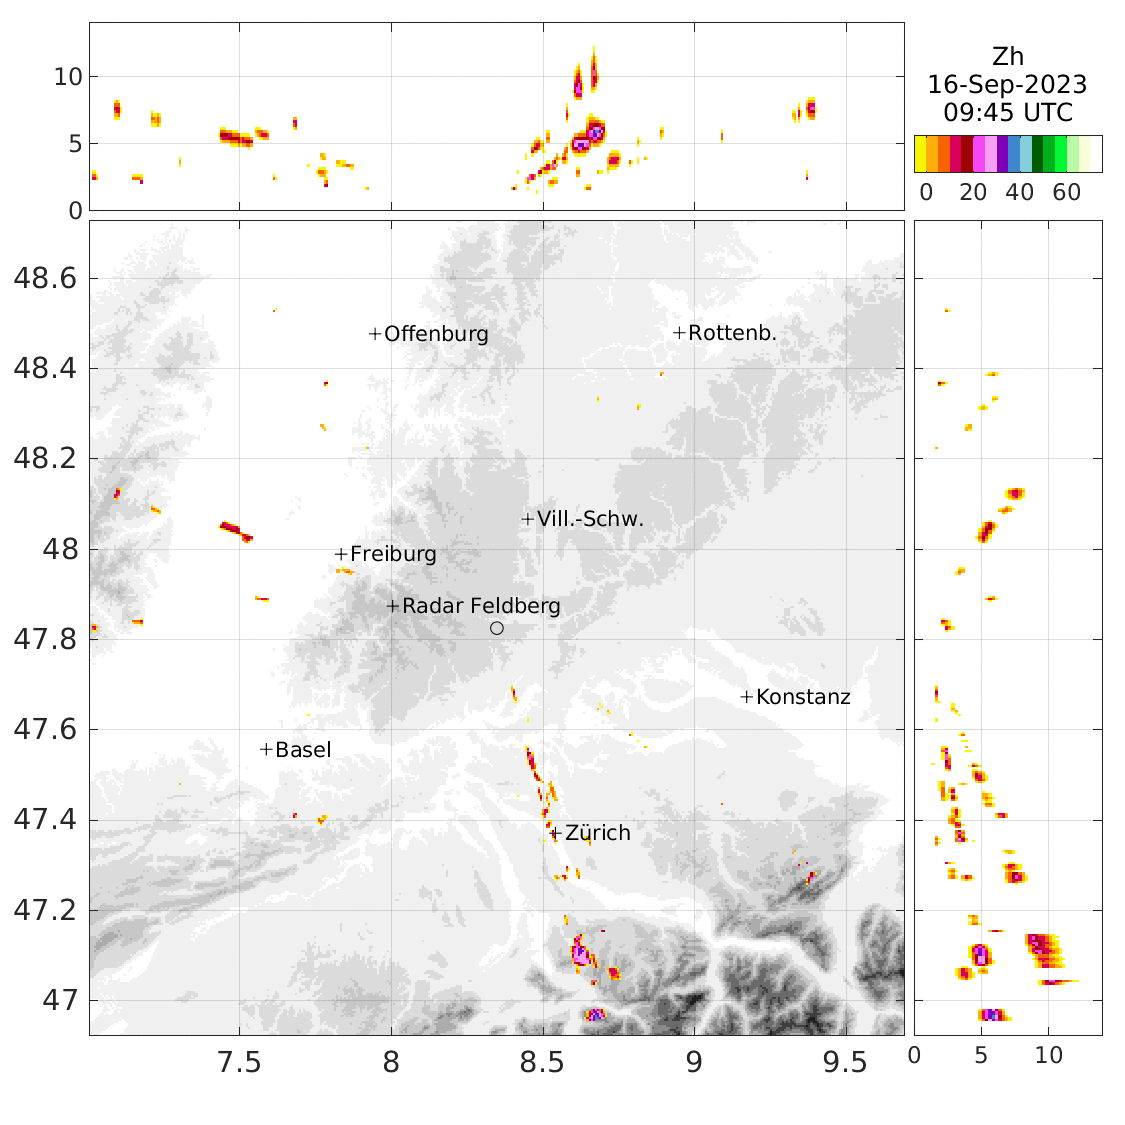 10
5
0
Zh
16-Sep-2023
09:45 UTC
0 20 40 60
48.6
48.4
48.2
48
47.8
47.6
47.4
47.2
47
Offenburg
Rottenb.
Vill.-Schw.
Freiburg
Radar Feldberg
Konstanz
Basel
Zürich
7.5 8 8.5 9 9.5
0 5 10